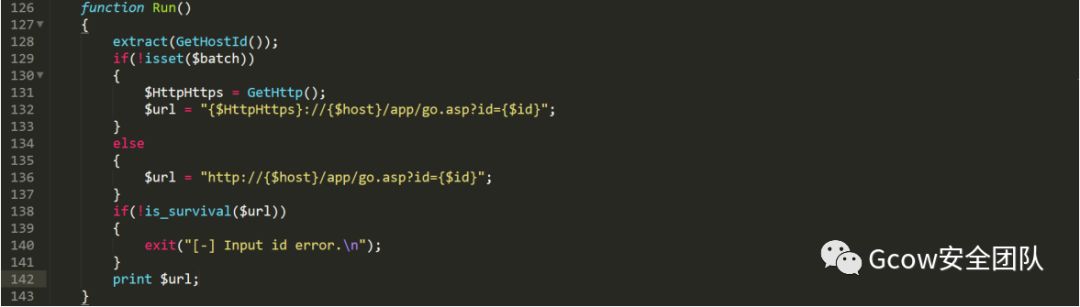 126 function Run()
127 {
128 extract(GetHostId());
129 if(!isset($batch))
130 {
131 $HttpHttps = GetHttp();
132 $url = "{$HttpHttps}://{$host}/app/go.asp?id={$id}";
133 }
134 else
135 {
136 $url = "http://{$host}/app/go.asp?id={$id}";
137 }
138 if(!is_survival($url))
139 {
140 exit("[-] Input id error.\n");
141 }
142 print $url;
143 }
Gcow安全团队